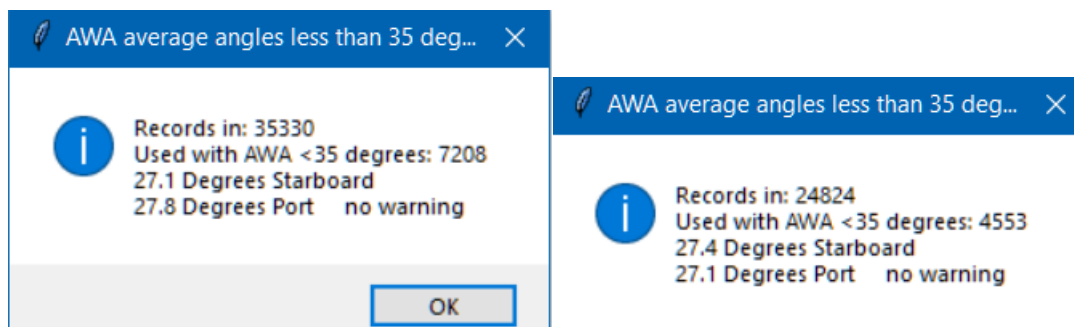 AWA average angles less than 35 deg...
Records in: 35330
Used with AWA <35 degrees: 7208
27.1 Degrees Starboard
27.8 Degrees Port no warning
OK
AWA average angles less than 35 deg...
Records in: 24824
Used with AWA <35 degrees: 4553
27.4 Degrees Starboard
27.1 Degrees Port no warning